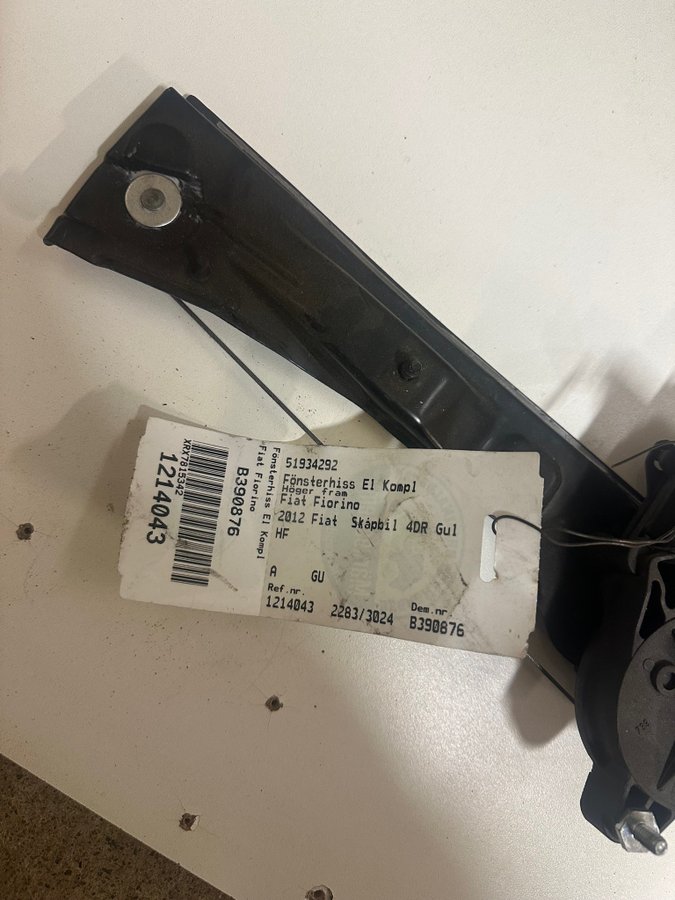 51934292
Fönsterhiss El Kompl
Höger fram
Fiat Fiorino
2012 Fiat Skåpbil 4DR Gul
HF
A GU
Ref.nr. Dem.nr.
1214043 2283/3024 B390876
Fönsterhiss El Kompl
Fiat Fiorino
B390876
XRX7815342
1214043